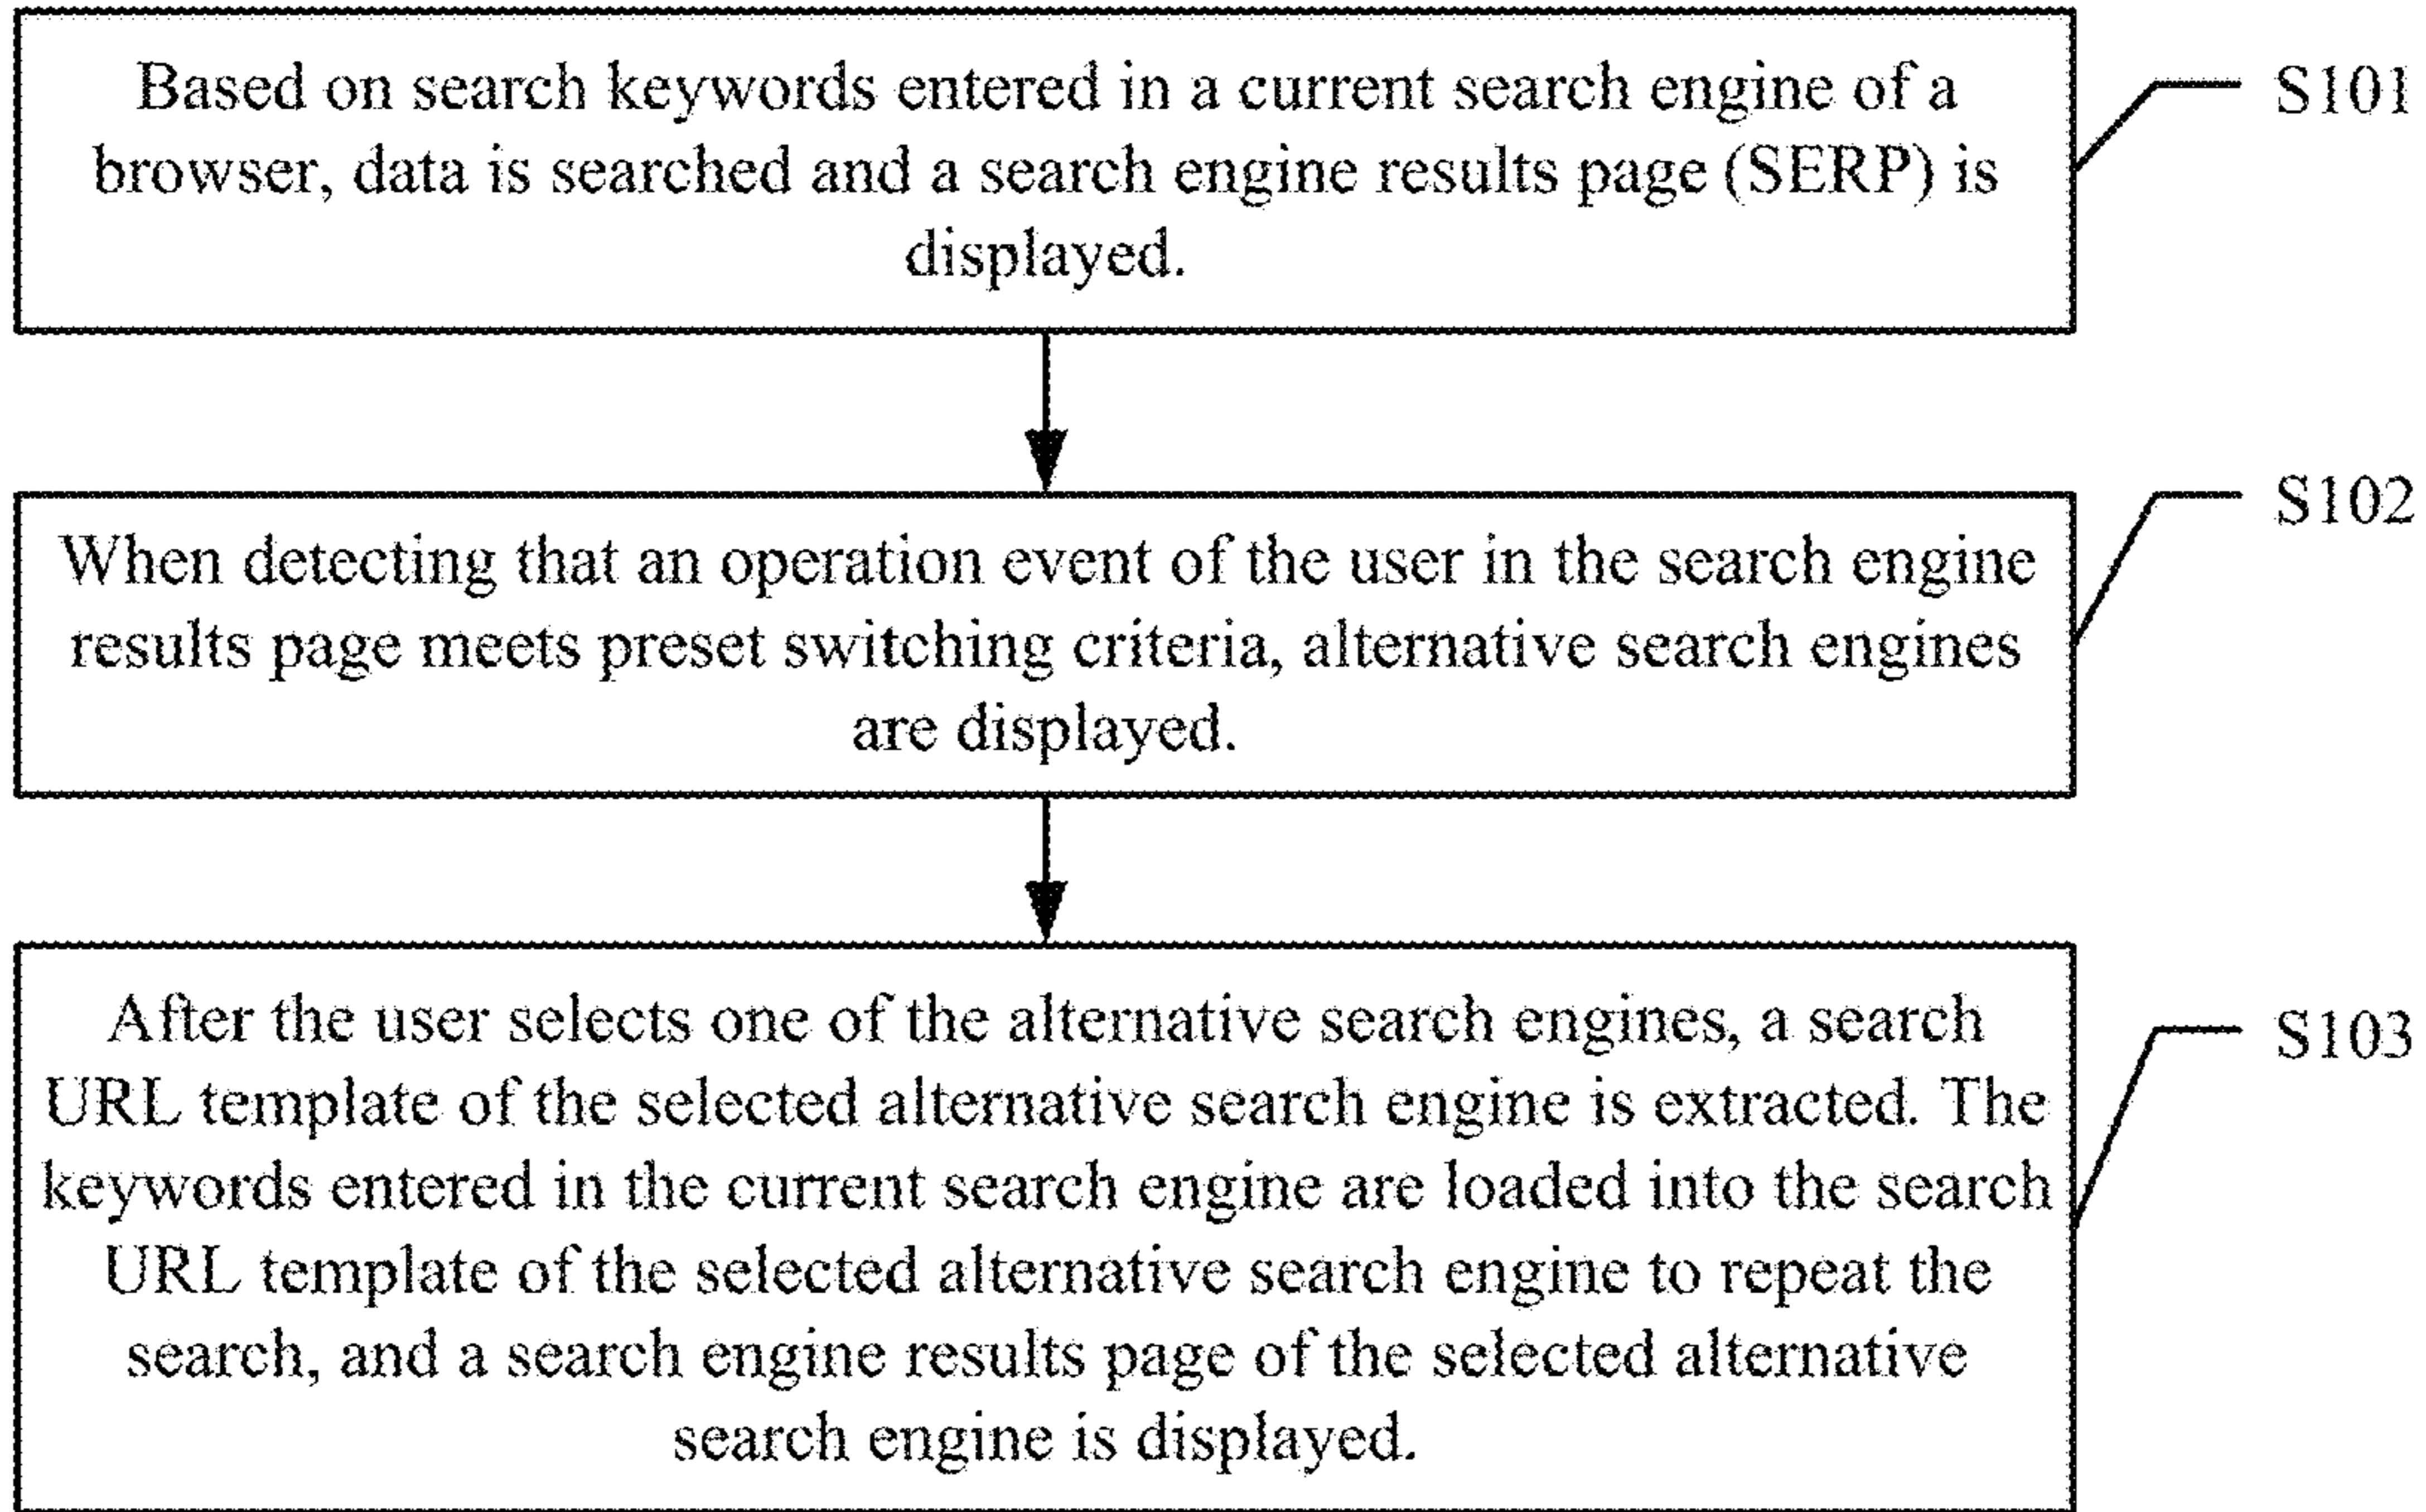 Based on search keywords entered in a current search engine of a
browser, data is searched and a search engine results page (SERP) is
displayed.
S101
When detecting that an operation event of the user in the search engine
results page meets preset switching criteria, alternative search engines
are displayed.
S102
After the user selects one of the alternative search engines, a search
URL template of the selected alternative search engine is extracted. The
keywords entered in the current search engine are loaded into the search
URL template of the selected alternative search engine to repeat the
search, and a search engine results page of the selected alternative
search engine is displayed.
S103